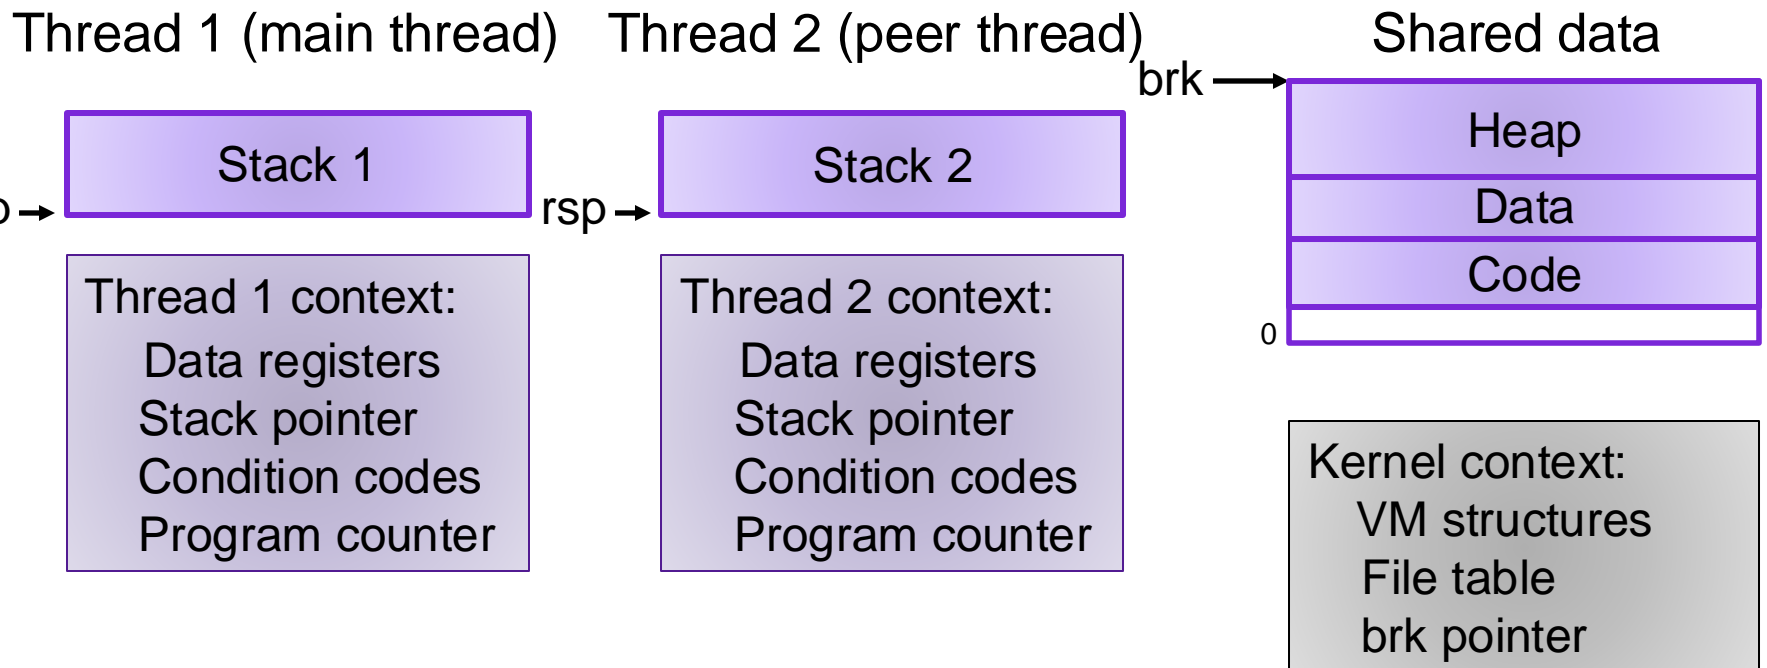 Thread 1 (main thread)
Thread 2 (peer thread)
Shared data
Stack 1
Thread 1 context:
Data registers
Stack pointer
Condition codes
Program counter
rsp
Stack 2
Thread 2 context:
Data registers
Stack pointer
Condition codes
Program counter
brk
Heap
Data
Code
0
Kernel context:
VM structures
File table
brk pointer